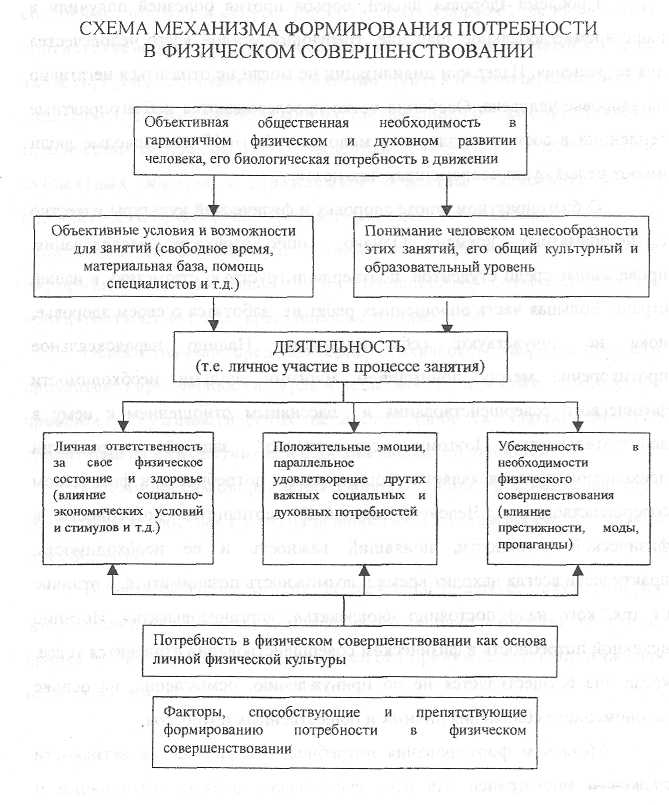 СХЕМА МЕХАНИЗМА ФОРМИРОВАНИЯ ПОТРЕБНОСТИ
В ФИЗИЧЕСКОМ СОВЕРШЕНСТВОВАНИИ
Объективная общественная необходимость в
гармоничном физическом и духовном развитии
человека, его биологическая потребность в движении
Объективные условия и возможности
для занятий (свободное время,
материальная база, помощь
специалистов и т.д.)
Понимание человеком целесообразности
этих занятий, его общий культурный и
образовательный уровень
ДЕЯТЕЛЬНОСТЬ
(т.е. личное участие в процессе занятия)
Личная ответственность
за свое физическое
состояние и здоровье
(влияние социально-
экономических условий
и стимулов и т.д.)
Положительные эмоции,
параллельное
удовлетворение других
важных социальных и
духовных потребностей
Убежденность в
необходимости
физического
совершенствования
(влияние
престижности, моды,
пропаганды)
Потребность в физическом совершенствовании как основа
личной физической культуры
Факторы, способствующие и препятствующие
формированию потребности в физическом
совершенствовании